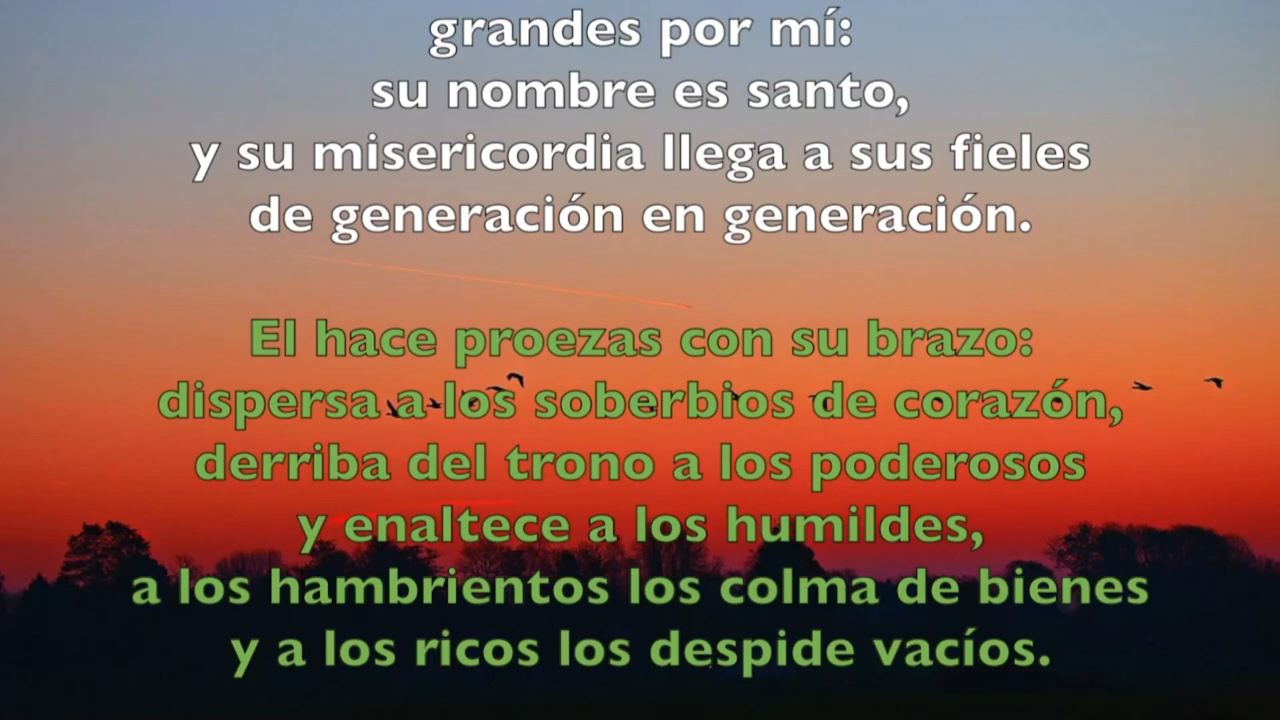 grandes por mí:
su nombre es santo,
y su misericordia llega a sus fieles
de generación en generación.
El hace proezas con su brazo:
dispersa a los soberbios de corazón,
derriba del trono a los poderosos
y enaltece a los humildes,
a los hambrientos los colma de bienes
y a los ricos los despide vacíos.